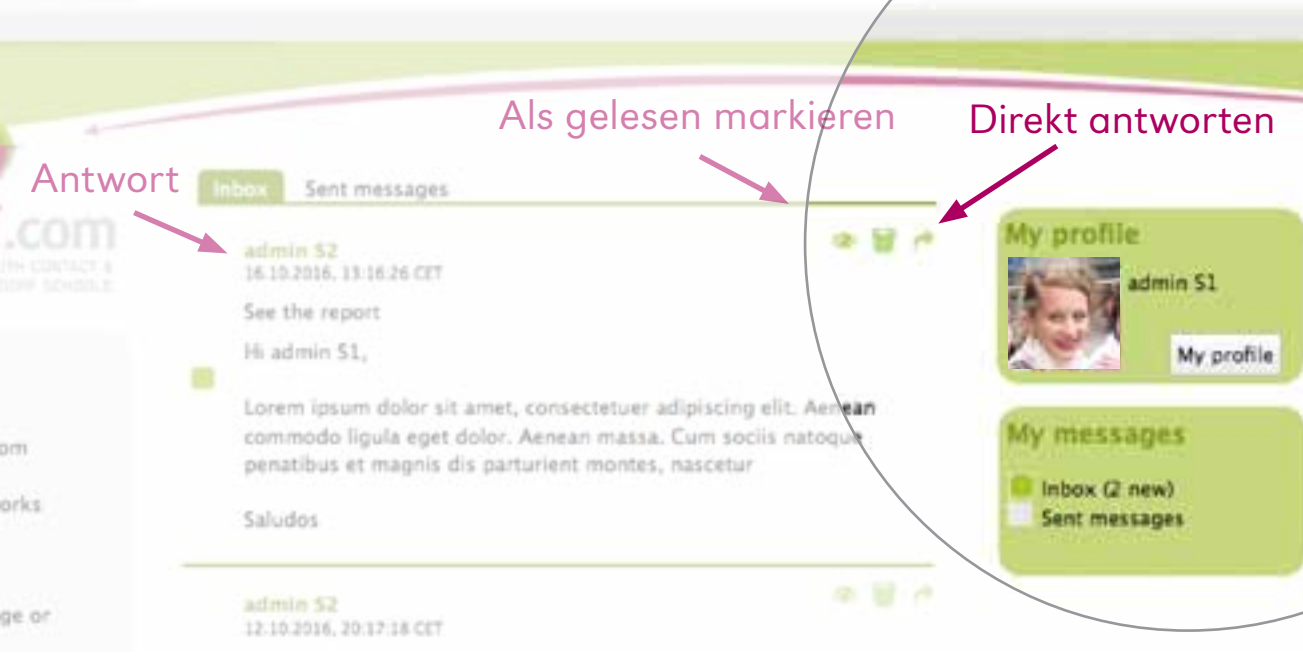 Als gelesen markieren
Direkt antworten
Antwort
Inbox
Sent messages
.com
CONTACT &
SCHOOLS
admin S2
16.10.2016, 13:16:26 CET
See the report
Hi admin S1,
Lorem ipsum dolor sit amet, consectetuer adipiscing elit. Aenean
commodo ligula eget dolor. Aenean massa. Cum sociis natoque
penatibus et magnis dis parturient montes, nascetur
Saludos
admin S2
12.10.2016, 20:17:18 CET
om
orks
ge or
My profile
admin S1
My profile
My messages
Inbox (2 new)
Sent messages